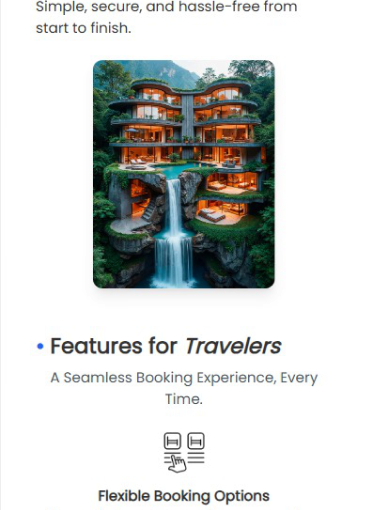 Simple, secure, and hassle-free from
start to finish.
• Features for Travelers
A Seamless Booking Experience, Every
Time.
Flexible Booking Options